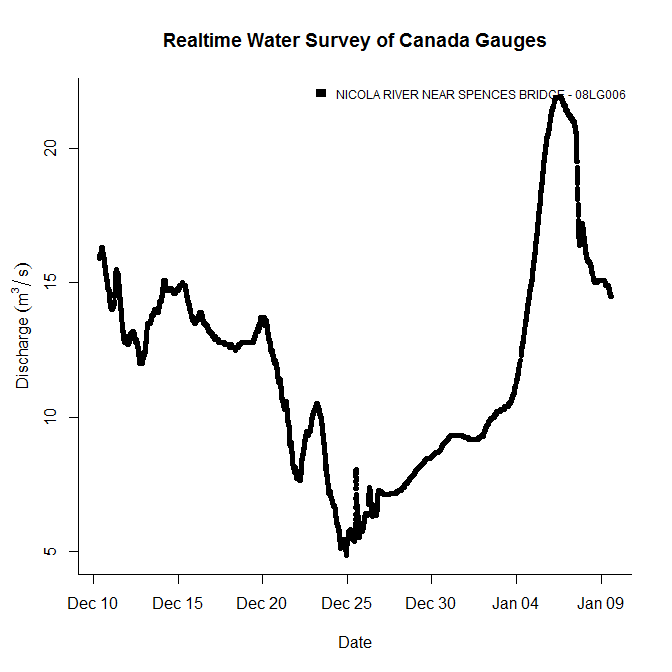 Realtime Water Survey of Canada Gauges
NICOLA RIVER NEAR SPENCES BRIDGE - 08LG006
20
15
10
5
Discharge (m³/s)
Dec 10 Dec 15 Dec 20 Dec 25 Dec 30 Jan 04 Jan 09
Date